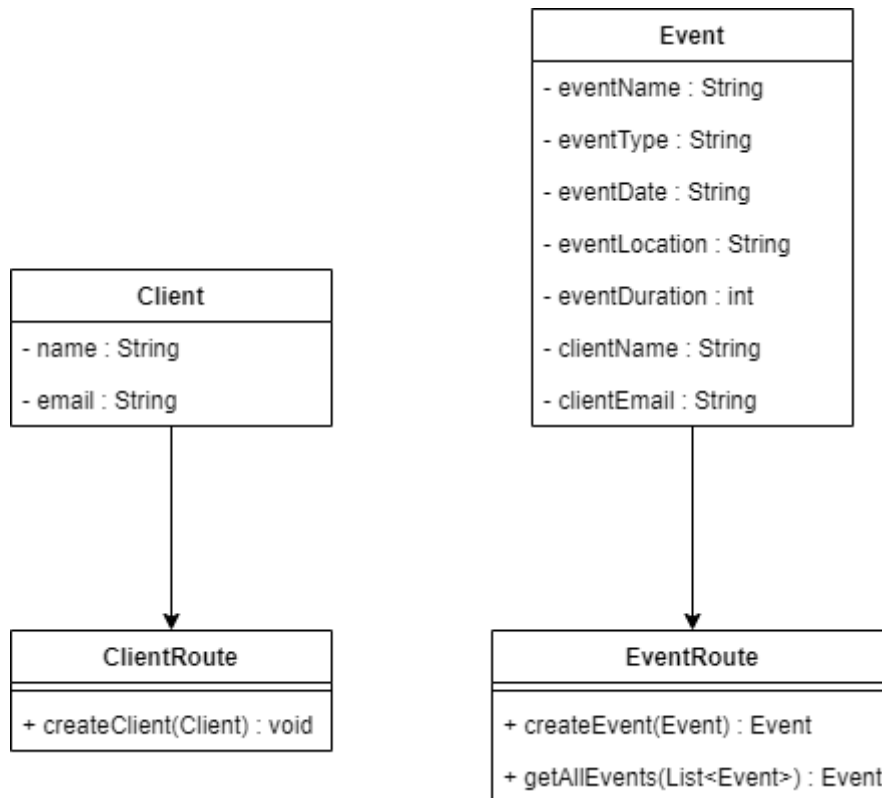 Event
- eventName : String
- eventType : String
- eventDate : String
- eventLocation : String
- eventDuration : int
- clientName : String
- clientEmail : String
Client
- name : String
- email : String
ClientRoute
+ createClient(Client) : void
EventRoute
+ createEvent(Event) : Event
+ getAllEvents(List<Event>) : Event